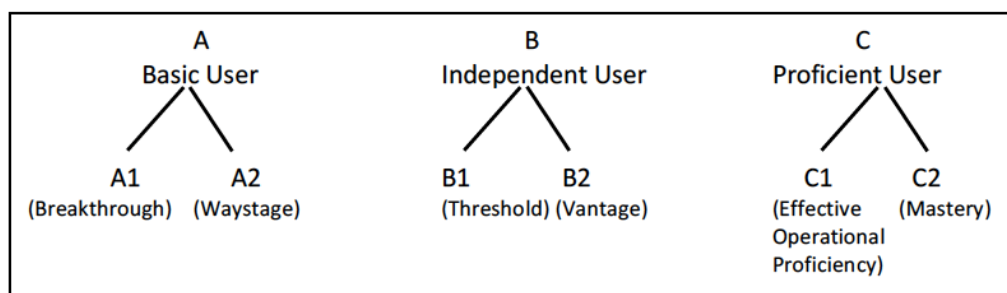 A B C
Basic User Independent User Proficient User
A1 A2 B1 B2 C1 C2
(Breakthrough) (Waystage) (Threshold) (Vantage) (Effective (Mastery)
Operational
Proficiency)